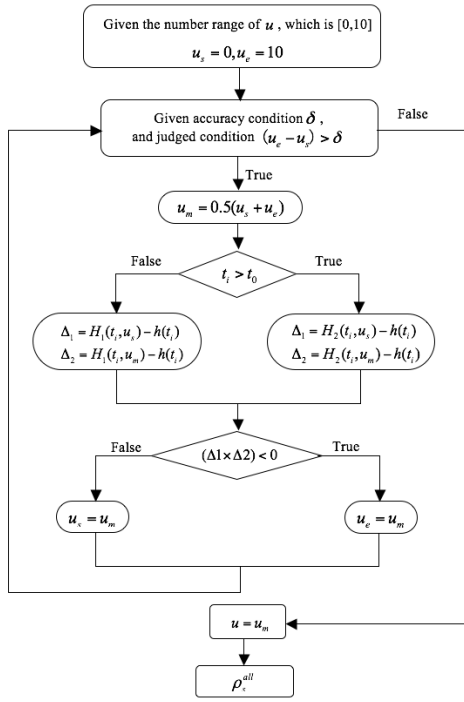 Given the number range of u , which is [0,10]
u_s = 0, u_e = 10
Given accuracy condition δ ,
and judged condition (u_e − u_s) > δ
False
True
u_m = 0.5(u_s + u_e)
False
True
t_i > t_0
Δ_1 = H_1(t_i, u_s) − h(t_i)
Δ_2 = H_1(t_i, u_m) − h(t_i)
Δ_1 = H_2(t_i, u_s) − h(t_i)
Δ_2 = H_2(t_i, u_m) − h(t_i)
False
True
(Δ1×Δ2) < 0
u_s = u_m
u_e = u_m
u = u_m
ρ_s^all